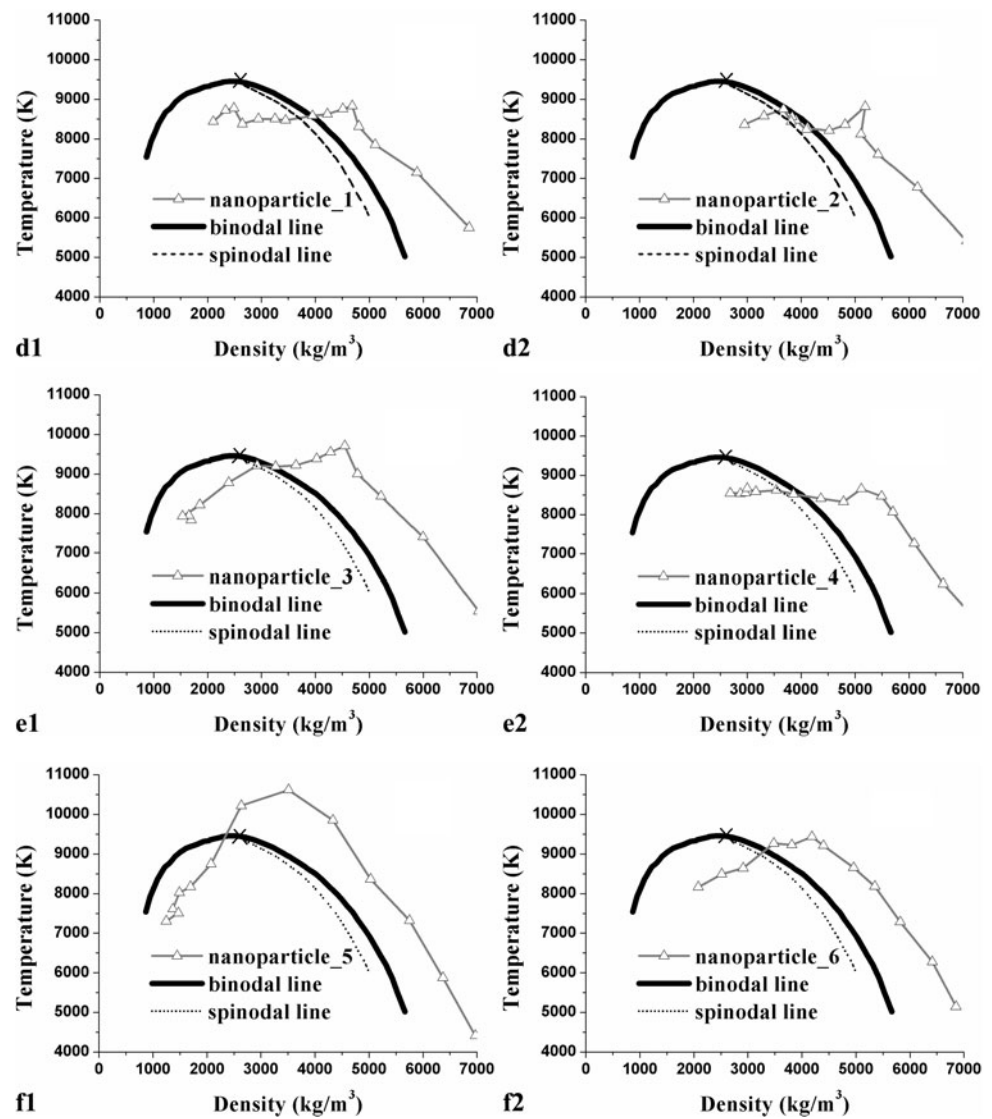 11000
10000
9000
8000
7000
6000
5000
4000
Temperature (K)
nanoparticle_1
binodal line
spinodal line
0 1000 2000 3000 4000 5000 6000 7000
d1 Density (kg/m³)
11000
10000
9000
8000
7000
6000
5000
4000
Temperature (K)
nanoparticle_2
binodal line
spinodal line
0 1000 2000 3000 4000 5000 6000 7000
d2 Density (kg/m³)
11000
10000
9000
8000
7000
6000
5000
4000
Temperature (K)
nanoparticle_3
binodal line
spinodal line
0 1000 2000 3000 4000 5000 6000 7000
e1 Density (kg/m³)
11000
10000
9000
8000
7000
6000
5000
4000
Temperature (K)
nanoparticle_4
binodal line
spinodal line
0 1000 2000 3000 4000 5000 6000 7000
e2 Density (kg/m³)
11000
10000
9000
8000
7000
6000
5000
4000
Temperature (K)
nanoparticle_5
binodal line
spinodal line
0 1000 2000 3000 4000 5000 6000 7000
f1 Density (kg/m³)
11000
10000
9000
8000
7000
6000
5000
4000
Temperature (K)
nanoparticle_6
binodal line
spinodal line
0 1000 2000 3000 4000 5000 6000 7000
f2 Density (kg/m³)